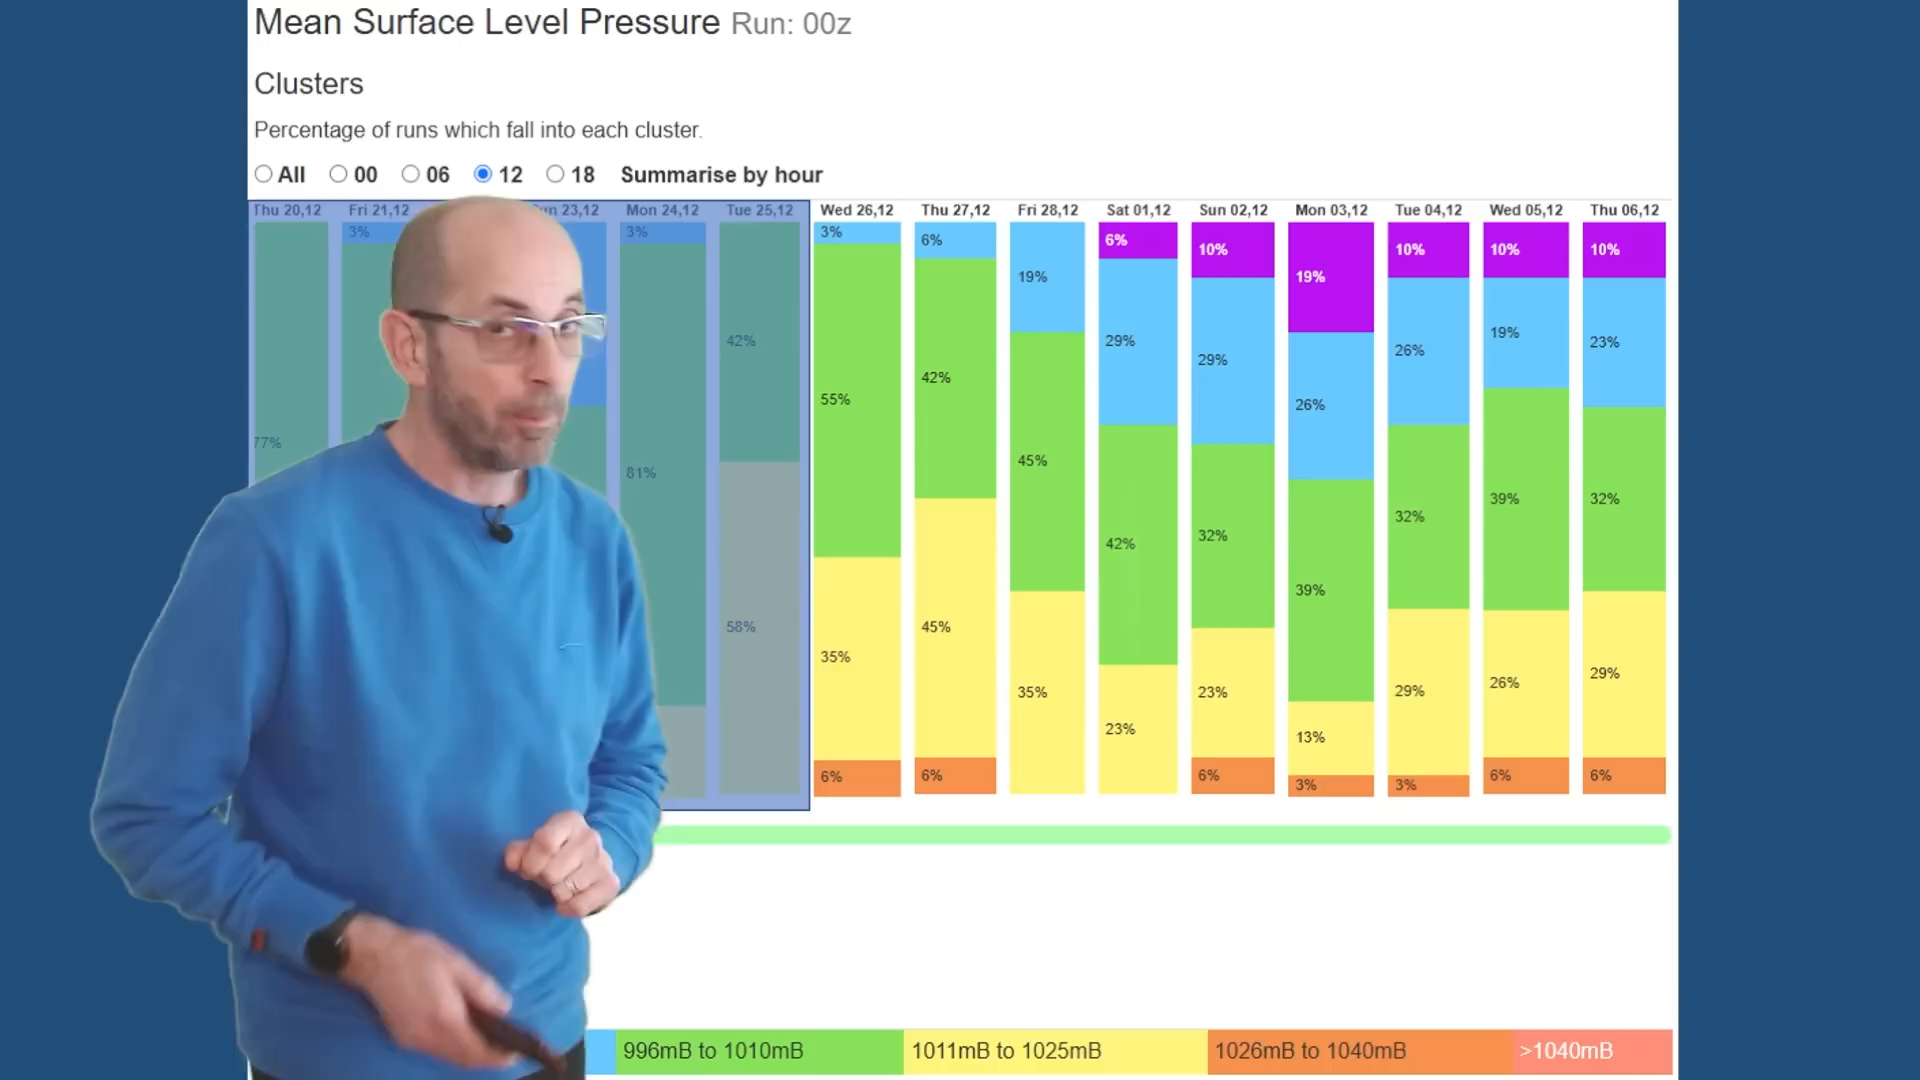 Mean Surface Level Pressure Run: 00z
Clusters
Percentage of runs which fall into each cluster.
All 00 06 12 18 Summarise by hour
Thu 20,12 Fri 21,12 Sun 23,12 Mon 24,12 Tue 25,12 Wed 26,12 Thu 27,12 Fri 28,12 Sat 01,12 Sun 02,12 Mon 03,12 Tue 04,12 Wed 05,12 Thu 06,12
3% 3% 3% 6% 6% 10% 19% 10% 10% 10%
77% 81% 42% 55% 42% 19% 29% 29% 26% 26% 19% 23%
58% 35% 45% 45% 42% 32% 39% 32% 39% 32%
6% 6% 35% 23% 23% 13% 29% 26% 29%
6% 3% 3% 6% 6%
996mB to 1010mB 1011mB to 1025mB 1026mB to 1040mB >1040mB